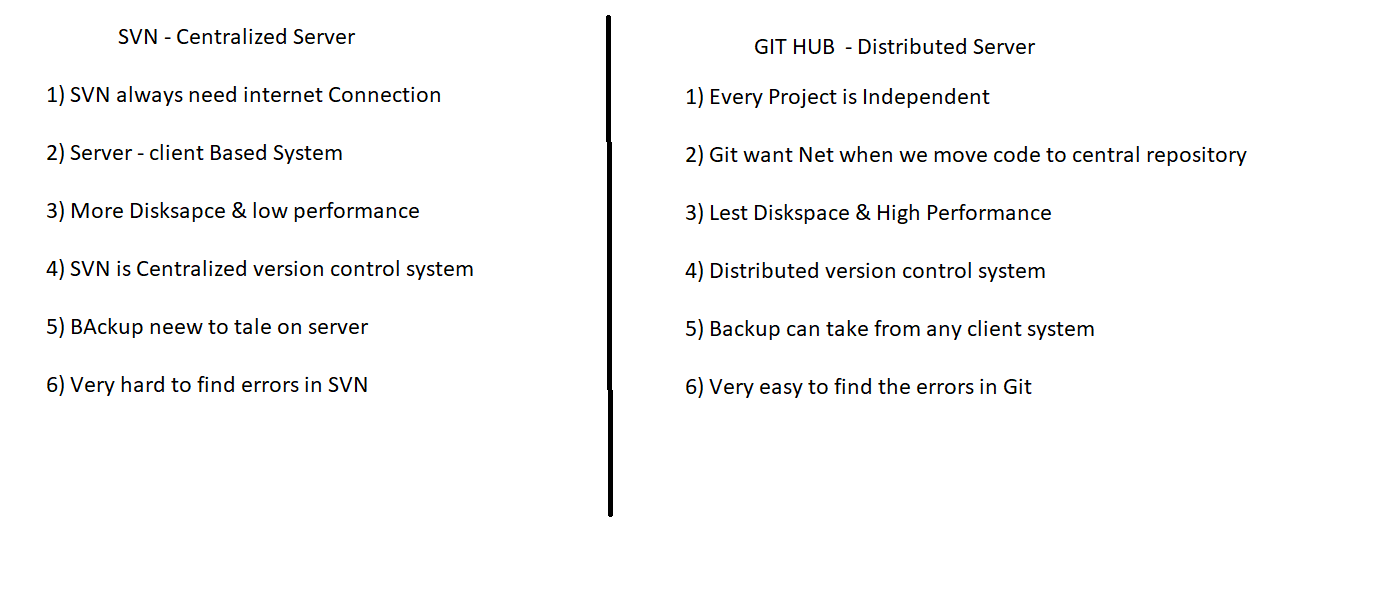 SVN - Centralized Server
1) SVN always need internet Connection
2) Server - client Based System
3) More Disksapce & low performance
4) SVN is Centralized version control system
5) BAckup neew to tale on server
6) Very hard to find errors in SVN
GIT HUB  - Distributed Server
1) Every Project is Independent
2) Git want Net when we move code to central repository
3) Lest Diskspace & High Performance
4) Distributed version control system
5) Backup can take from any client system
6) Very easy to find the errors in Git